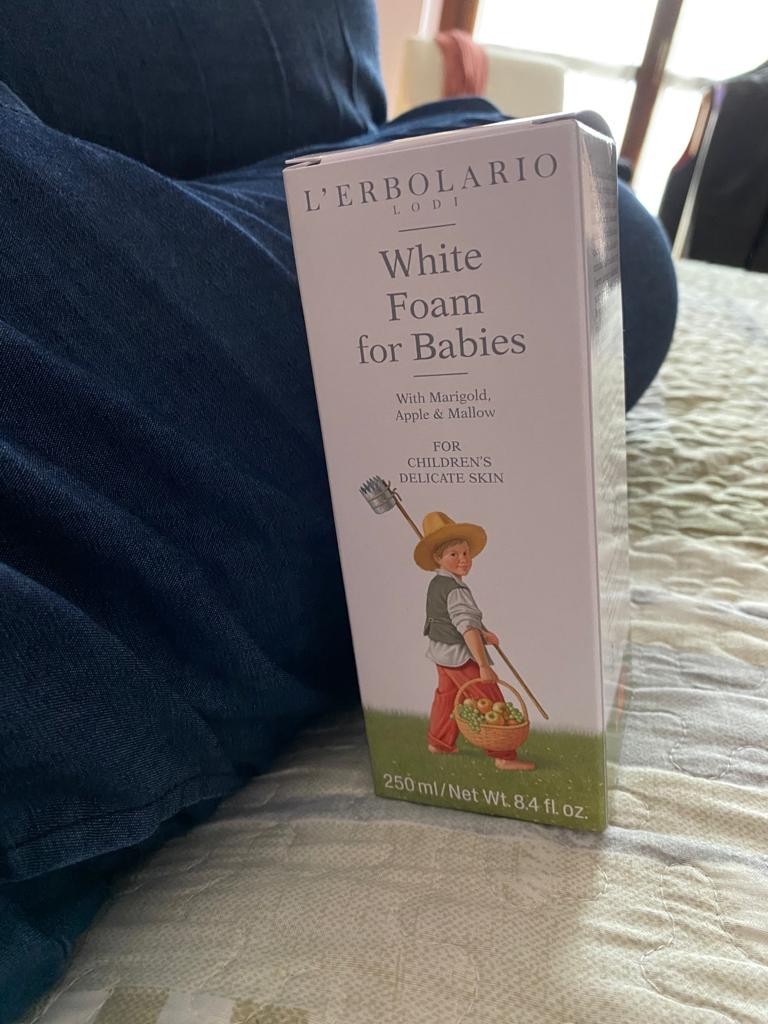 L'ERBOLARIO
LODI
White
Foam
for Babies
With Marigold,
Apple & Mallow
FOR
CHILDREN'S
DELICATE SKIN
250 ml/Net Wt. 8.4 fl. oz.